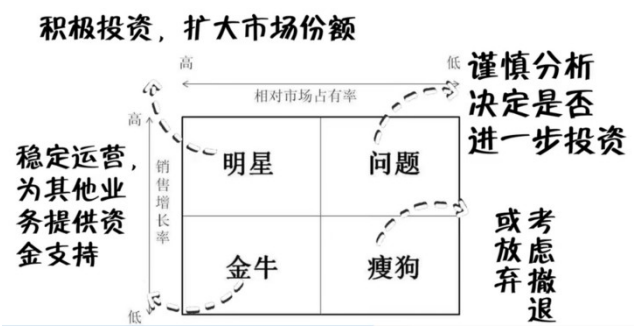 积极投资，扩大市场份额
高
低
相对市场占有率
谨慎分析
决定是否
进一步投资
高
销售增长率
低
稳定运营，
为其他业
务提供资
金支持
明星
问题
金牛
瘦狗
考虑撤退
或放弃